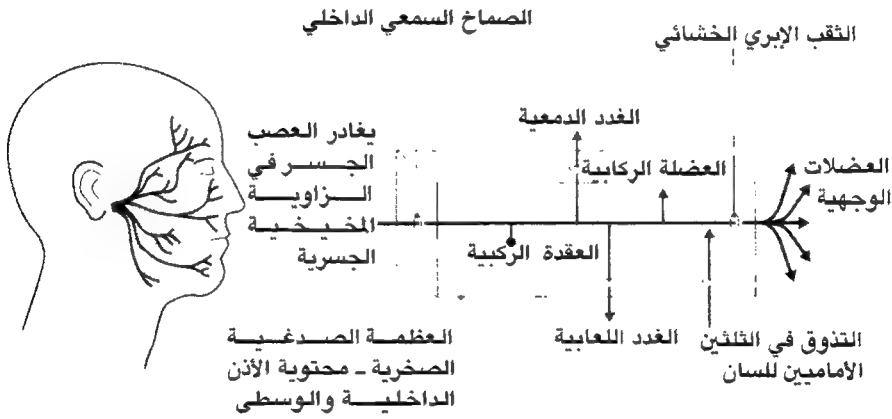 الصماخ السمعي الداخلي
الثقب الإبري الخشائي
يغادر العصب
الجسر في
الزاوية
المخيخية
الجسرية
الغدد الدمعية
العضلة الركابية
العضلات
الوجهية
العقدة الركبية
العظمة الصدغية
الصخرية - محتوية الأذن
الداخلية والوسطى
الغدد اللعابية
التذوق في الثلثين
الأماميين للسان